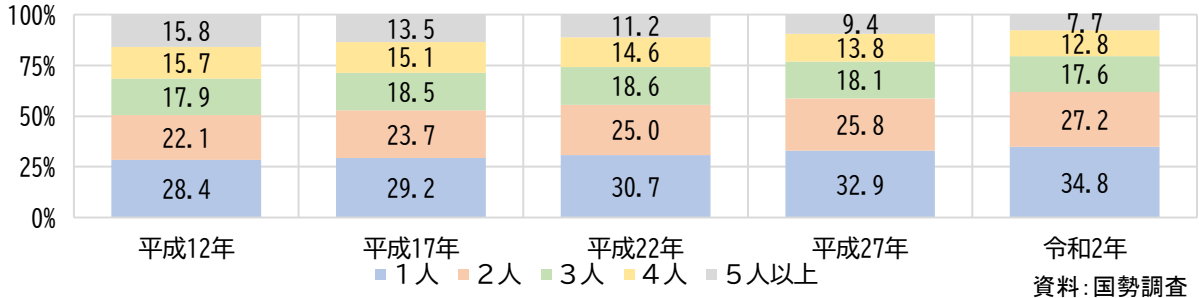 100%
75%
50%
25%
0%
15.8 13.5 11.2 9.4 7.7
15.7 15.1 14.6 13.8 12.8
17.9 18.5 18.6 18.1 17.6
22.1 23.7 25.0 25.8 27.2
28.4 29.2 30.7 32.9 34.8
平成12年 平成17年 平成22年 平成27年 令和2年
1人 2人 3人 4人 5人以上
資料:国勢調査